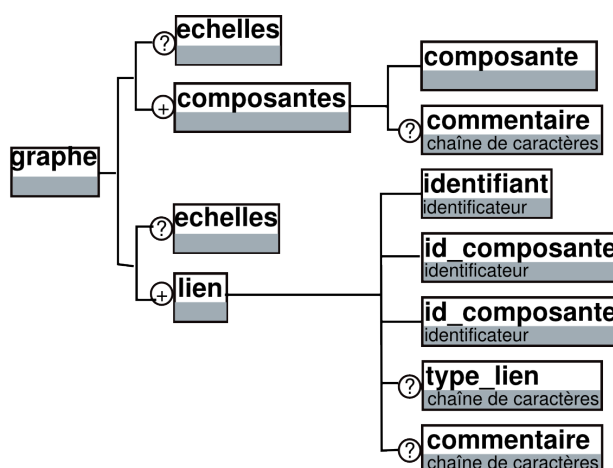 echelles
?
composante
composantes
+
commentaire
?
chaîne de caractères
graphe
identifiant
identificateur
echelles
?
id_composante
identificateur
lien
+
id_composante
identificateur
type_lien
?
chaîne de caractères
commentaire
?
chaîne de caractères